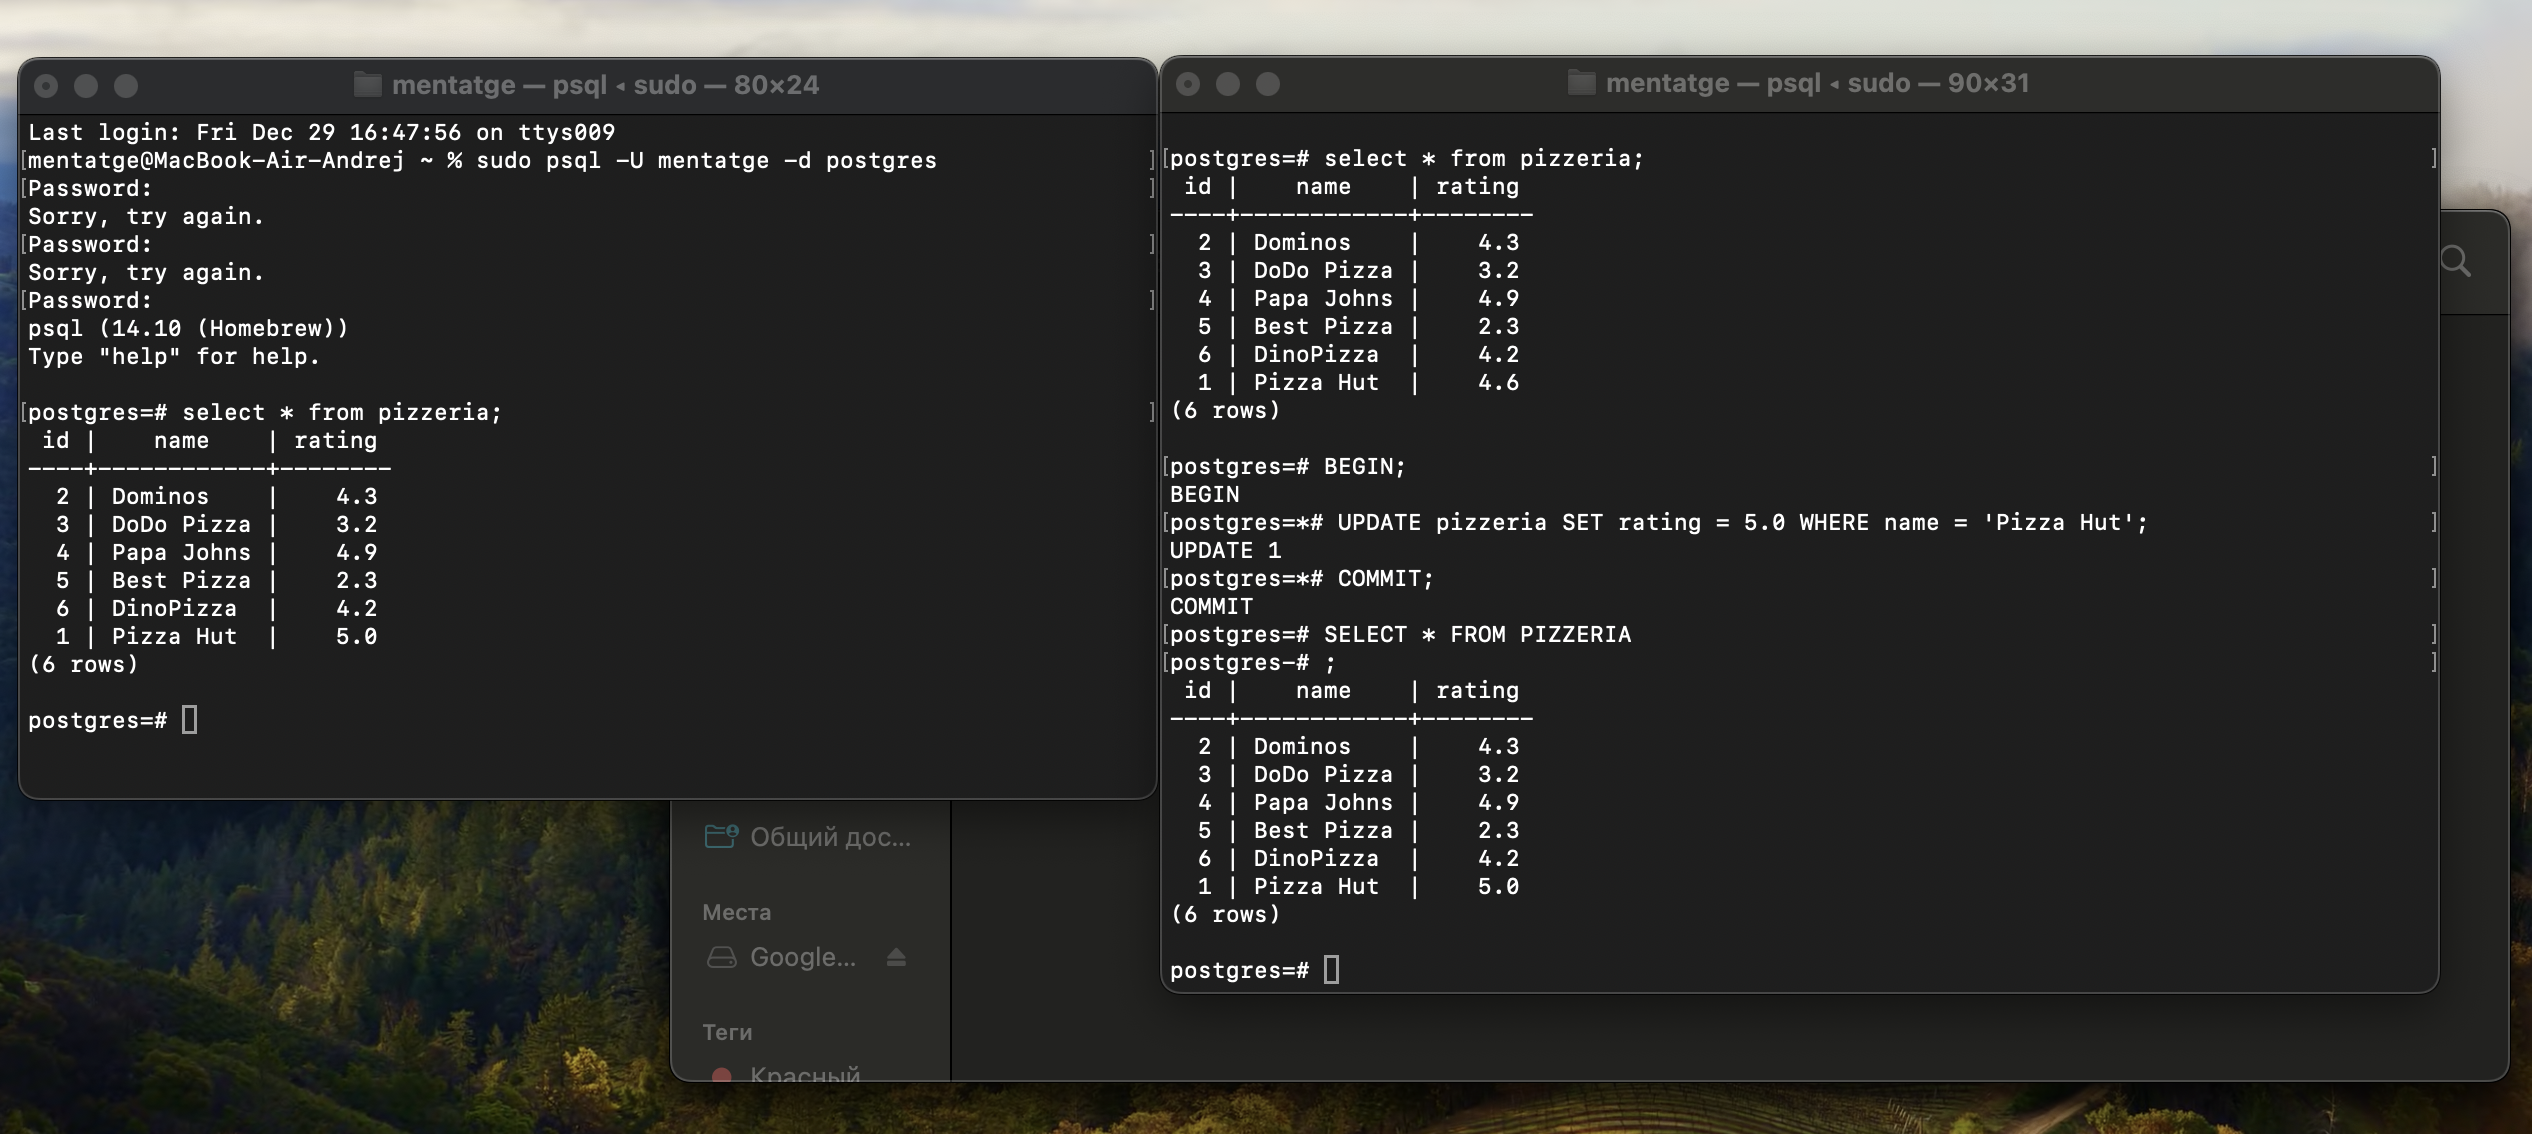 mentatge — psql ◂ sudo — 80×24
Last login: Fri Dec 29 16:47:56 on ttys009
[mentatge@MacBook-Air-Andrej ~ % sudo psql -U mentatge -d postgres ]
[Password: ]
Sorry, try again.
[Password: ]
Sorry, try again.
[Password: ]
psql (14.10 (Homebrew))
Type "help" for help.
[postgres=# select * from pizzeria; ]
 id |    name    | rating
----+------------+--------
  2 | Dominos    |    4.3
  3 | DoDo Pizza |    3.2
  4 | Papa Johns |    4.9
  5 | Best Pizza |    2.3
  6 | DinoPizza  |    4.2
  1 | Pizza Hut  |    5.0
(6 rows)
postgres=#
mentatge — psql ◂ sudo — 90×31
[postgres=# select * from pizzeria; ]
 id |    name    | rating
----+------------+--------
  2 | Dominos    |    4.3
  3 | DoDo Pizza |    3.2
  4 | Papa Johns |    4.9
  5 | Best Pizza |    2.3
  6 | DinoPizza  |    4.2
  1 | Pizza Hut  |    4.6
(6 rows)
[postgres=# BEGIN; ]
BEGIN
[postgres=*# UPDATE pizzeria SET rating = 5.0 WHERE name = 'Pizza Hut'; ]
UPDATE 1
[postgres=*# COMMIT; ]
COMMIT
[postgres=# SELECT * FROM PIZZERIA ]
[postgres-# ; ]
 id |    name    | rating
----+------------+--------
  2 | Dominos    |    4.3
  3 | DoDo Pizza |    3.2
  4 | Papa Johns |    4.9
  5 | Best Pizza |    2.3
  6 | DinoPizza  |    4.2
  1 | Pizza Hut  |    5.0
(6 rows)
postgres=#
Общий дос...
Места
Google...
Теги
Красный